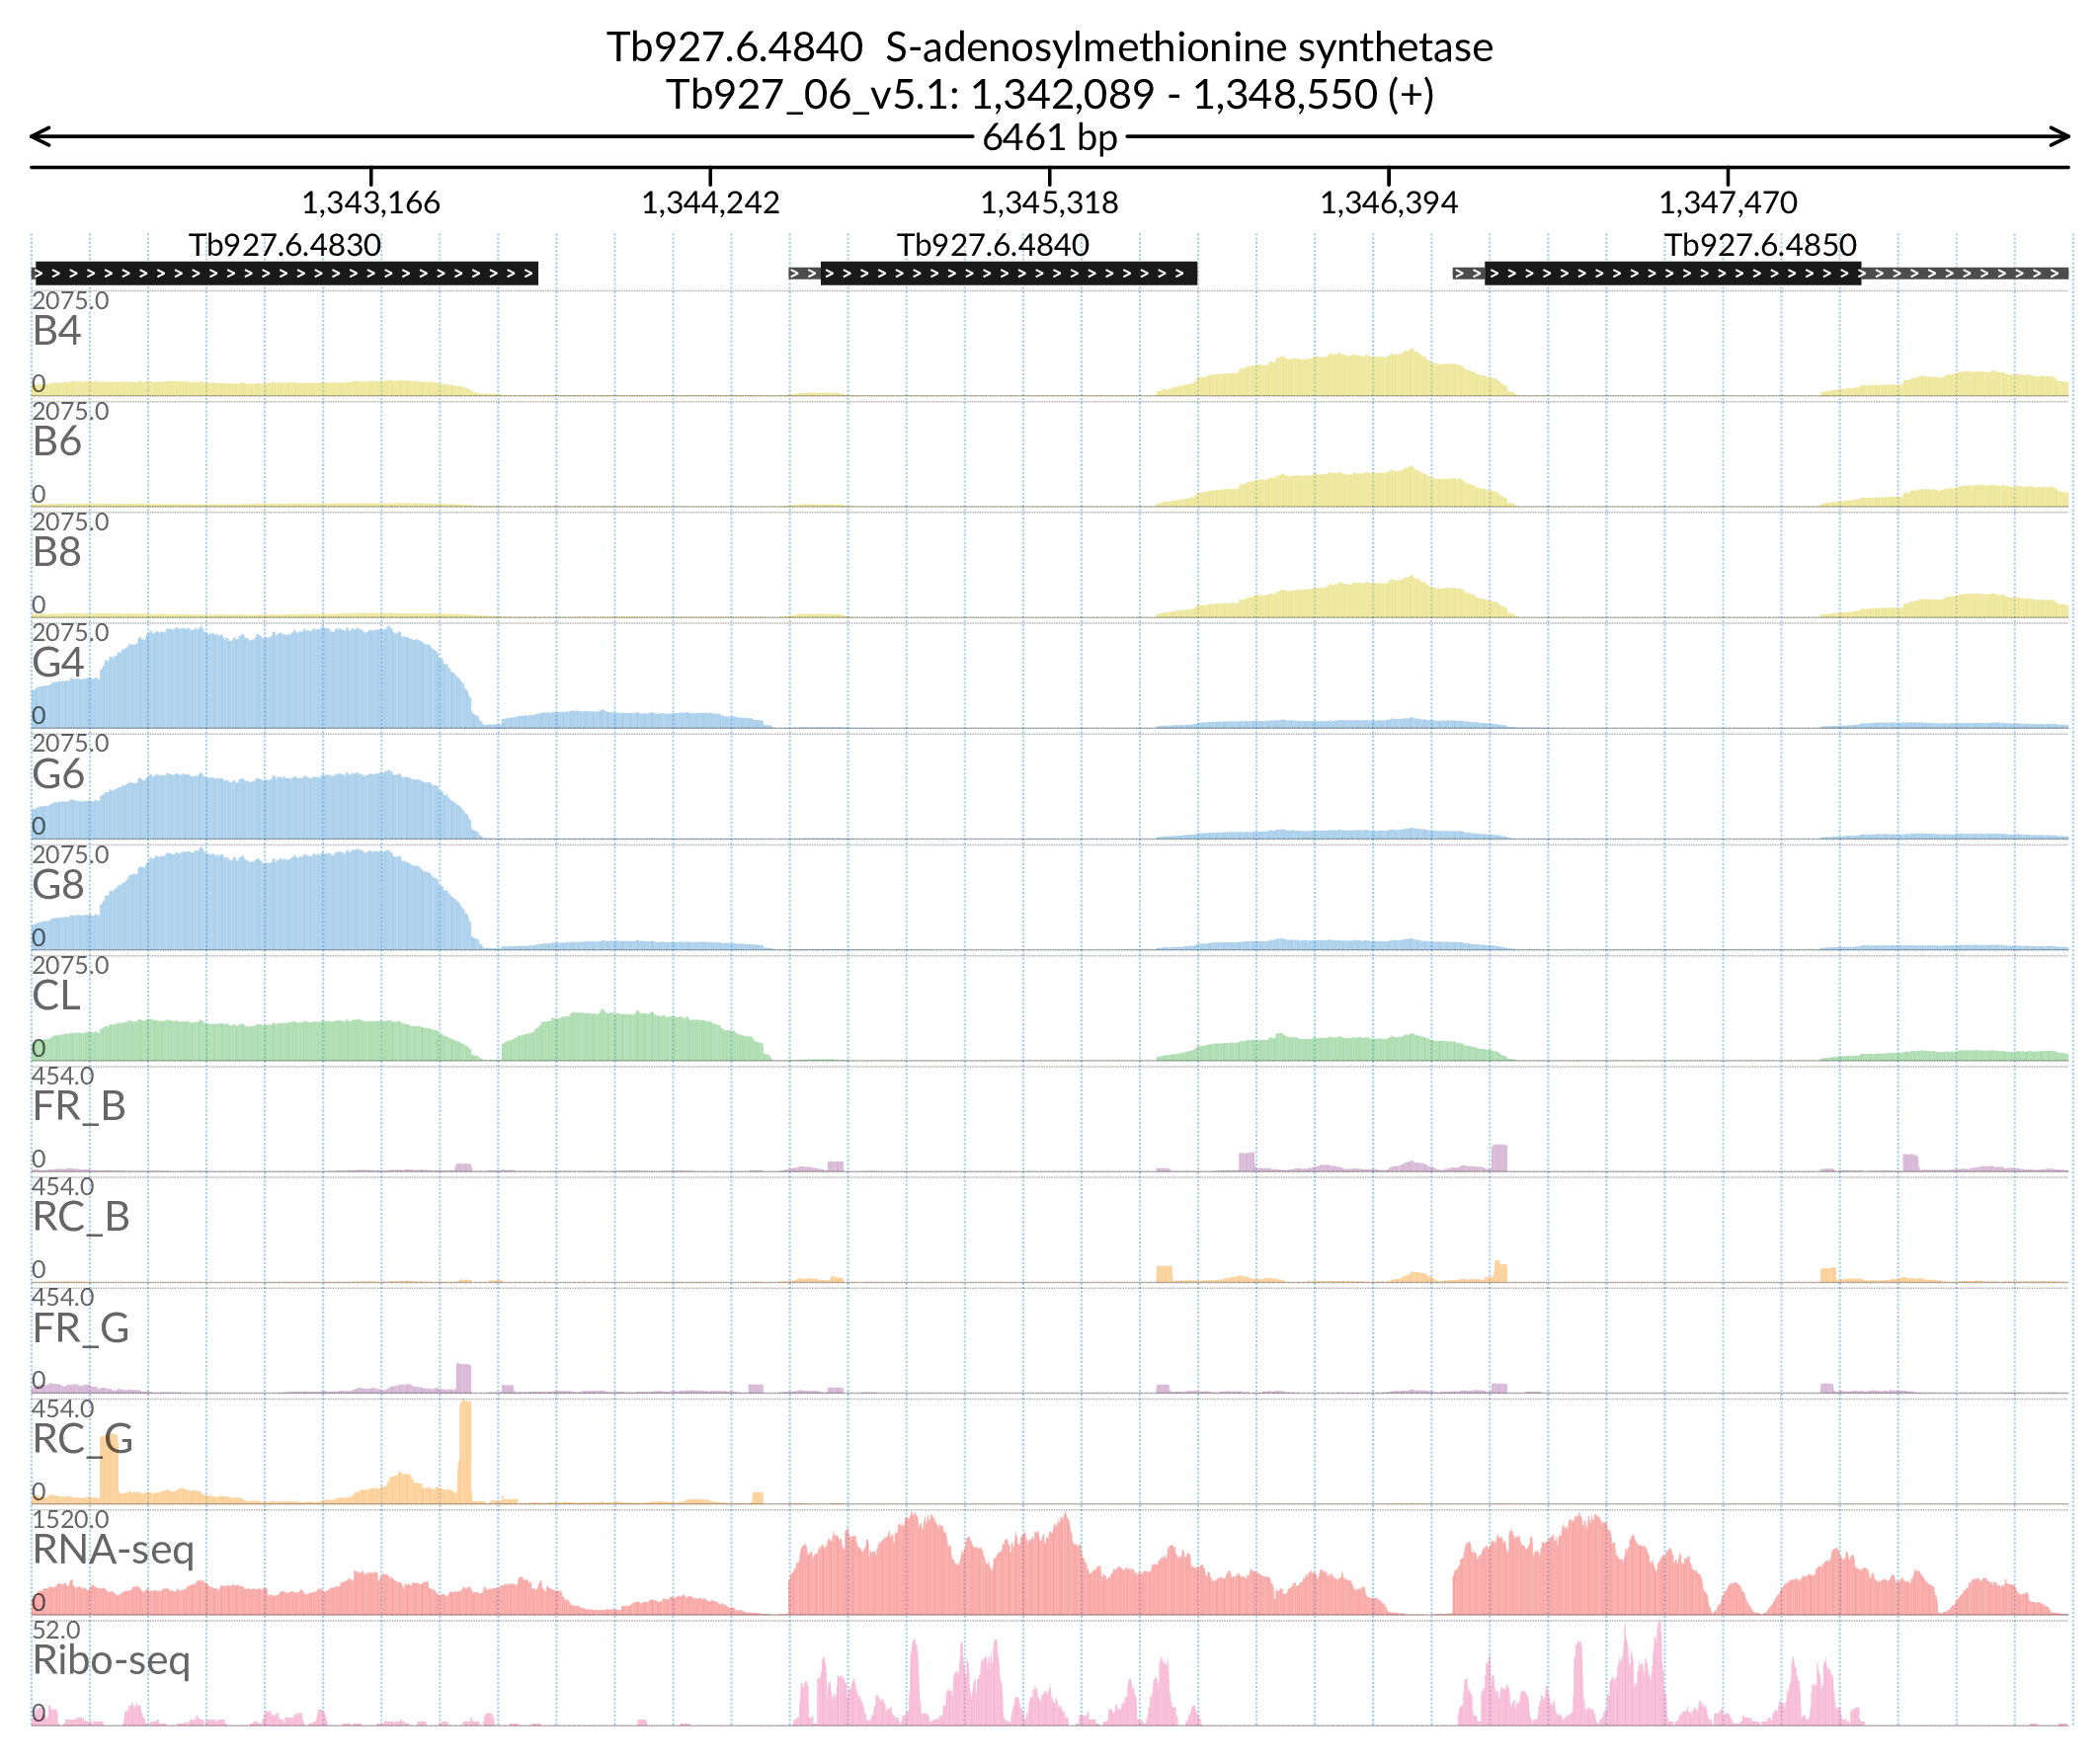 Tb927.6.4840 S-adenosylmethionine synthetase
Tb927_06_v5.1: 1,342,089 - 1,348,550 (+)
6461 bp
1,343,166 1,344,242 1,345,318 1,346,394 1,347,470
Tb927.6.4830 Tb927.6.4840 Tb927.6.4850
2075.0
B4
0
2075.0
B6
0
2075.0
B8
0
2075.0
G4
0
2075.0
G6
0
2075.0
G8
0
2075.0
CL
0
454.0
FR_B
0
454.0
RC_B
0
454.0
FR_G
0
454.0
RC_G
0
1520.0
RNA-seq
0
52.0
Ribo-seq
0